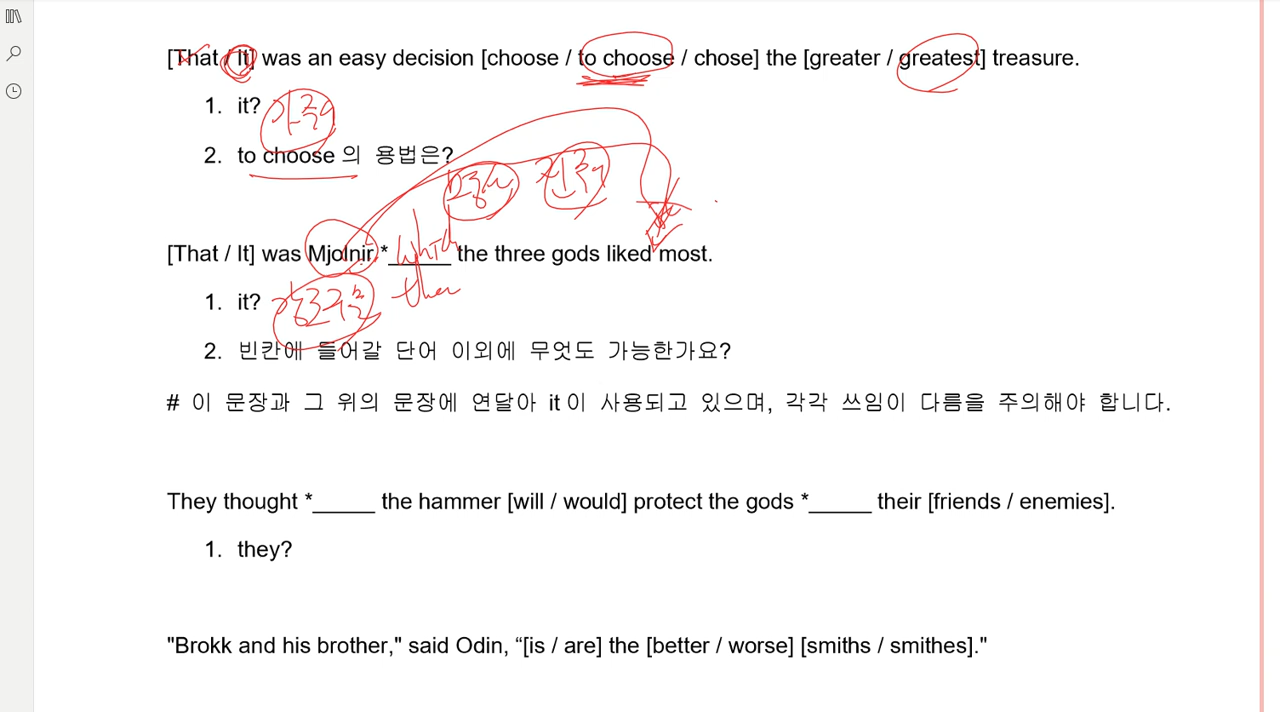 [That / It] was an easy decision [choose / to choose / chose] the [greater / greatest] treasure.
1. it? 가주어
2. to choose 의 용법은?
명사 진주어
[That / It] was Mjolnir *_____ the three gods liked most.
which
that
1. it? 강조구문
2. 빈칸에 들어갈 단어 이외에 무엇도 가능한가요?
# 이 문장과 그 위의 문장에 연달아 it 이 사용되고 있으며, 각각 쓰임이 다름을 주의해야 합니다.
They thought *_____ the hammer [will / would] protect the gods *_____ their [friends / enemies].
1. they?
"Brokk and his brother," said Odin, “[is / are] the [better / worse] [smiths / smithes]."